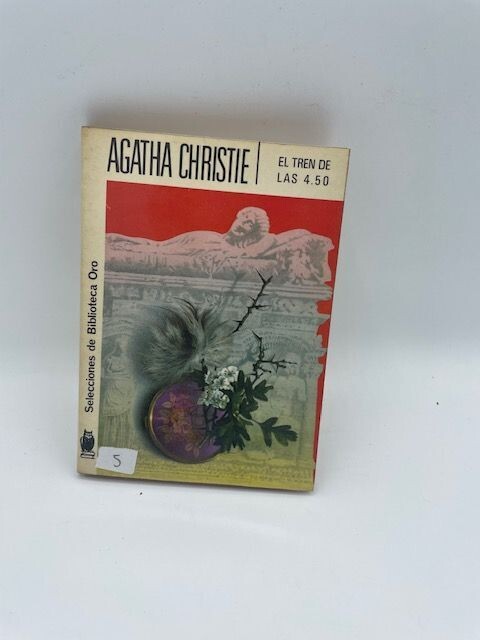 AGATHA CHRISTIE
EL TREN DE
LAS 4.50
Selecciones de Biblioteca Oro
5